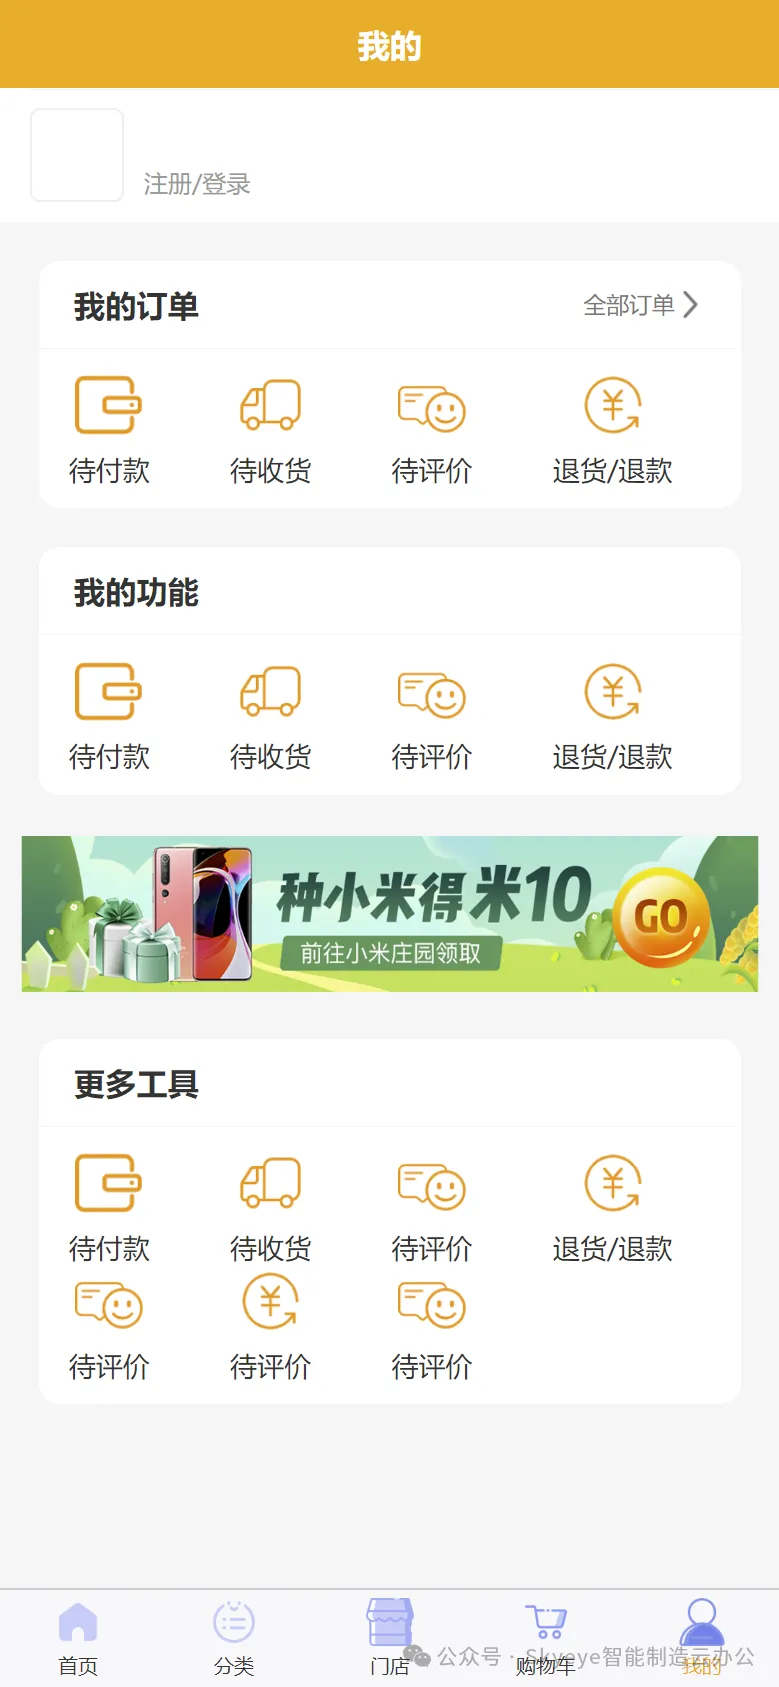 我的
注册/登录
我的订单 全部订单
待付款 待收货 待评价 退货/退款
我的功能
待付款 待收货 待评价 退货/退款
种小米得米10
前往小米庄园领取
GO
更多工具
待付款 待收货 待评价 退货/退款
待评价 待评价 待评价
首页 分类 门店 购物车 我的
公众号 · Skyeye智能制造云办公